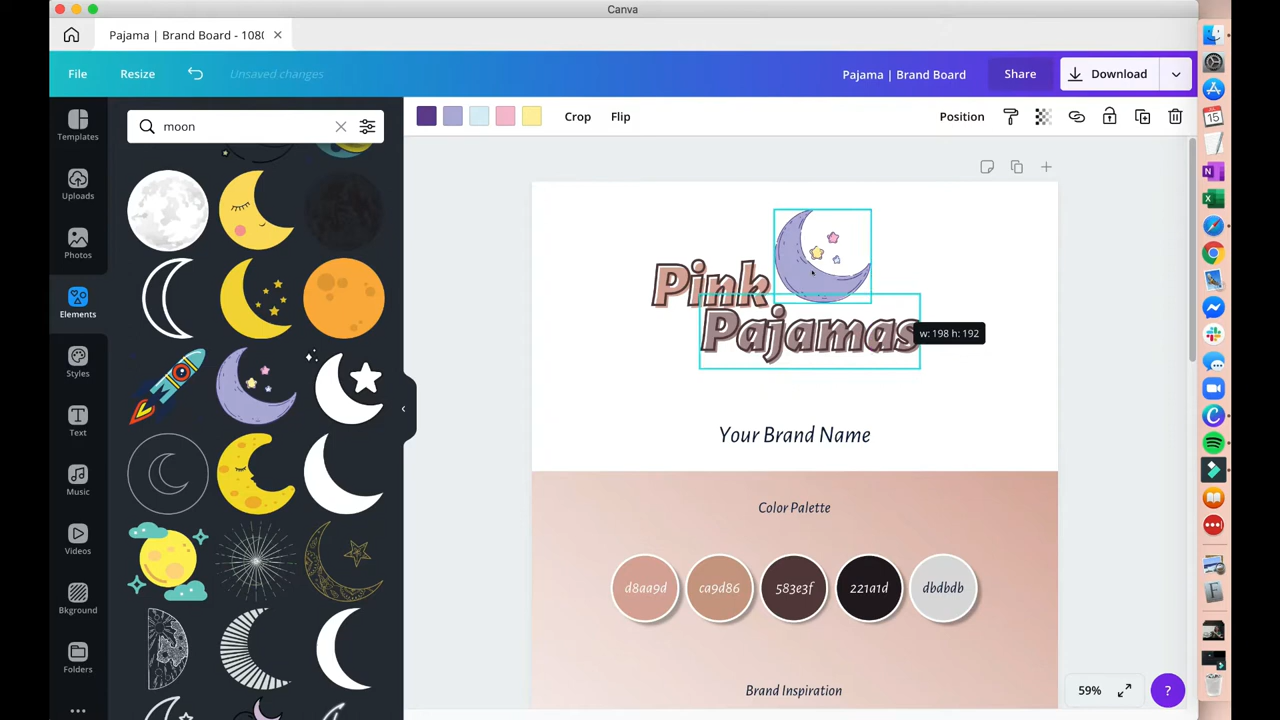 Canva
Pajama | Brand Board - 1080
File
Resize
Unsaved changes
Pajama | Brand Board
Share
Download
Templates
Uploads
Photos
Elements
Styles
Text
Music
Videos
Bkground
Folders
moon
Crop
Flip
Position
Pink
Pajamas
w: 198 h: 192
Your Brand Name
Color Palette
d8aa9d
ca9d86
583e3f
221a1d
dbdbdb
Brand Inspiration
59%
?